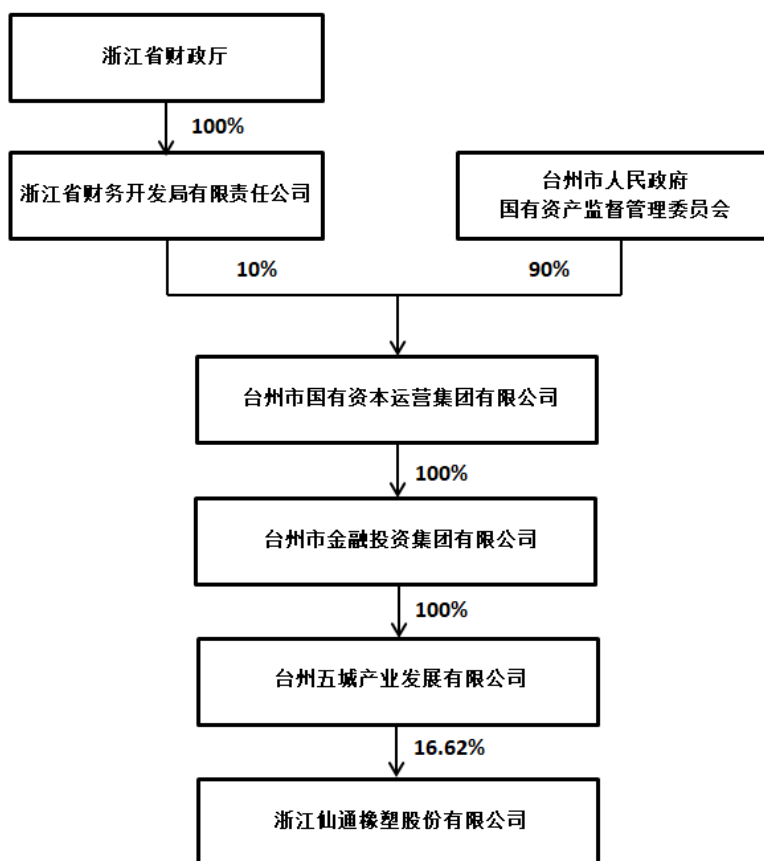 浙江省财政厅
100%
浙江省财务开发局有限责任公司
台州市人民政府
国有资产监督管理委员会
10%
90%
台州市国有资本运营集团有限公司
100%
台州市金融投资集团有限公司
100%
台州五城产业发展有限公司
16.62%
浙江仙通橡塑股份有限公司